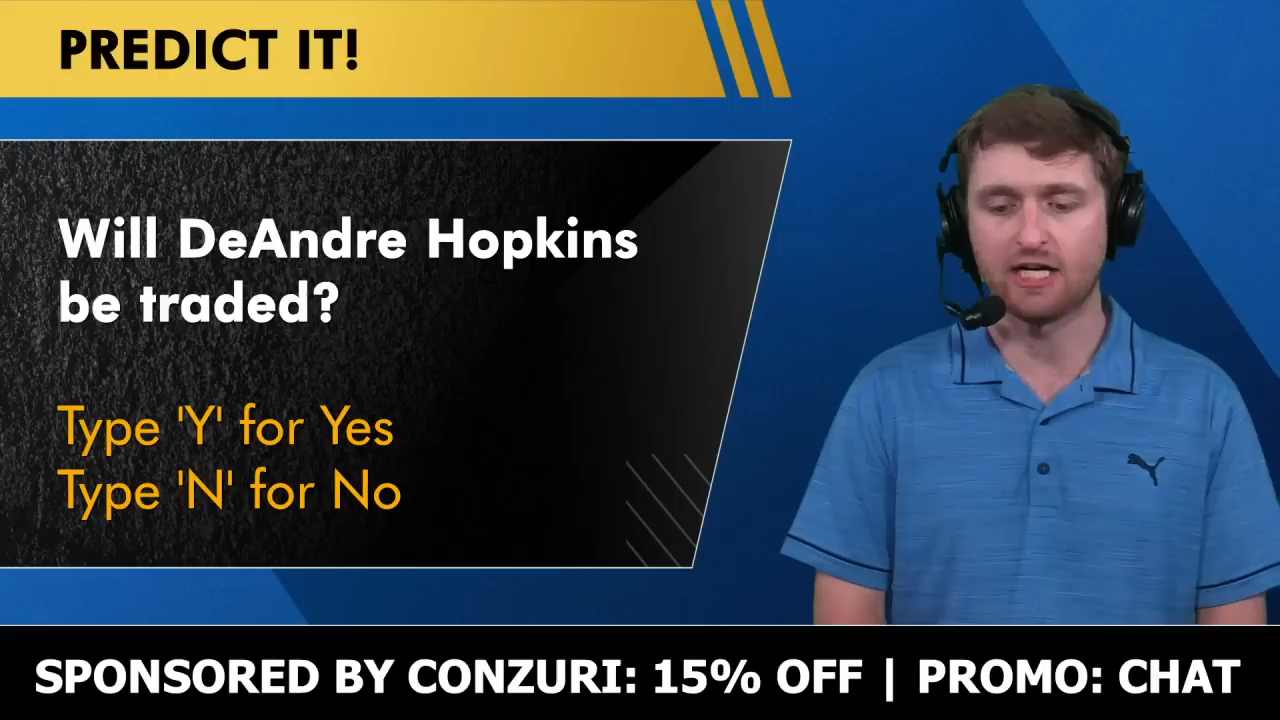 PREDICT IT!
Will DeAndre Hopkins
be traded?
Type 'Y' for Yes
Type 'N' for No
SPONSORED BY CONZURI: 15% OFF | PROMO: CHAT